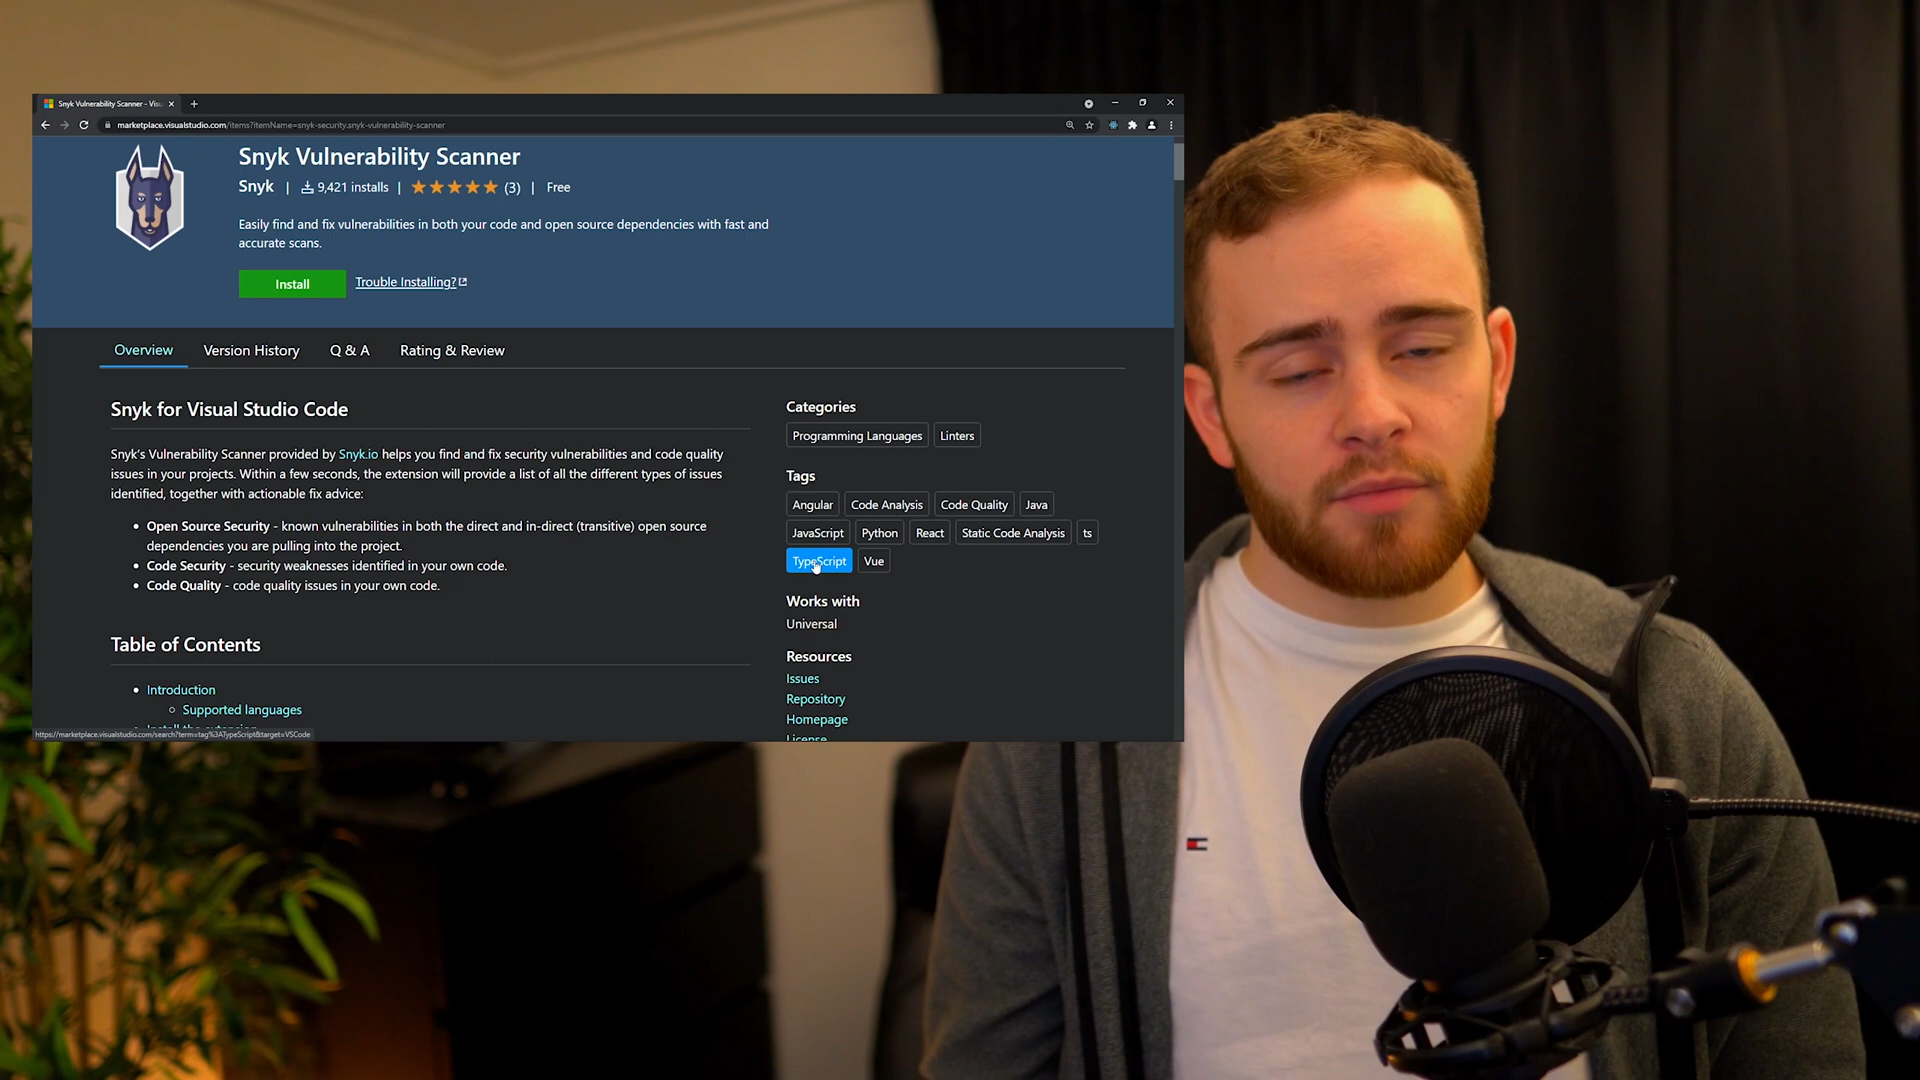 Snyk Vulnerability Scanner - Visu
marketplace.visualstudio.com/items?itemName=snyk-security.snyk-vulnerability-scanner
Snyk Vulnerability Scanner
Snyk | 9,421 installs | (3) | Free
Easily find and fix vulnerabilities in both your code and open source dependencies with fast and
accurate scans.
Install Trouble Installing?
Overview Version History Q & A Rating & Review
Snyk for Visual Studio Code
Snyk's Vulnerability Scanner provided by Snyk.io helps you find and fix security vulnerabilities and code quality
issues in your projects. Within a few seconds, the extension will provide a list of all the different types of issues
identified, together with actionable fix advice:
• Open Source Security - known vulnerabilities in both the direct and in-direct (transitive) open source
dependencies you are pulling into the project.
• Code Security - security weaknesses identified in your own code.
• Code Quality - code quality issues in your own code.
Table of Contents
• Introduction
Supported languages
Install the extension
Categories
Programming Languages Linters
Tags
Angular Code Analysis Code Quality Java
JavaScript Python React Static Code Analysis ts
TypeScript Vue
Works with
Universal
Resources
Issues
Repository
Homepage
License
https://marketplace.visualstudio.com/search?term=tag%3ATypeScript&target=VSCode